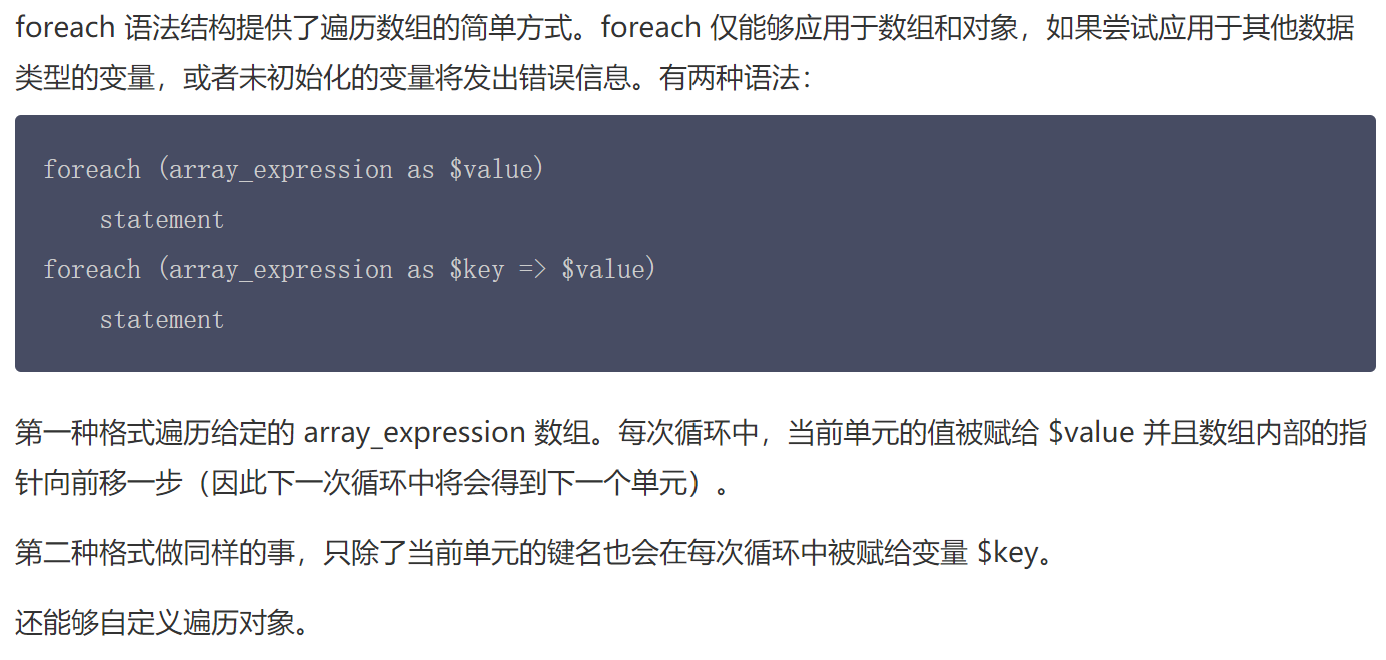 foreach 语法结构提供了遍历数组的简单方式。foreach 仅能够应用于数组和对象，如果尝试应用于其他数据
类型的变量，或者未初始化的变量将发出错误信息。有两种语法：
foreach (array_expression as $value)
    statement
foreach (array_expression as $key => $value)
    statement
第一种格式遍历给定的 array_expression 数组。每次循环中，当前单元的值被赋给 $value 并且数组内部的指
针向前移一步（因此下一次循环中将会得到下一个单元）。
第二种格式做同样的事，只除了当前单元的键名也会在每次循环中被赋给变量 $key。
还能够自定义遍历对象。